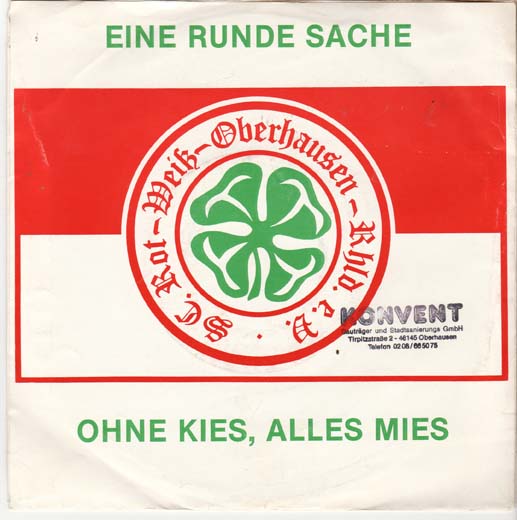 EINE RUNDE SACHE
SC. Rot-Weiß-Oberhausen-Rhld. e.V.
KONVENT
Bauträger und Stadtsanierungs GmbH
Tirpitzstraße 2 - 46145 Oberhausen
Telefon 0208/665075
OHNE KIES, ALLES MIES